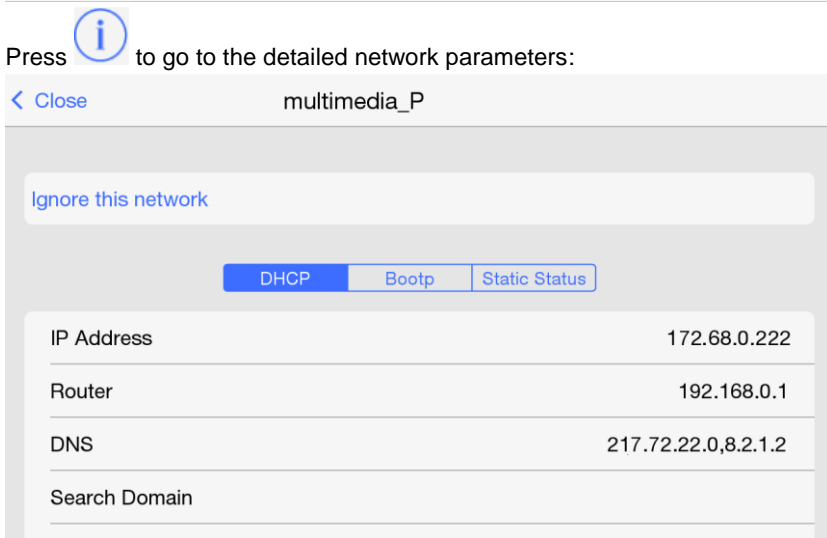 Press i to go to the detailed network parameters:
< Close multimedia_P
Ignore this network
DHCP Bootp Static Status
IP Address 172.68.0.222
Router 192.168.0.1
DNS 217.72.22.0,8.2.1.2
Search Domain